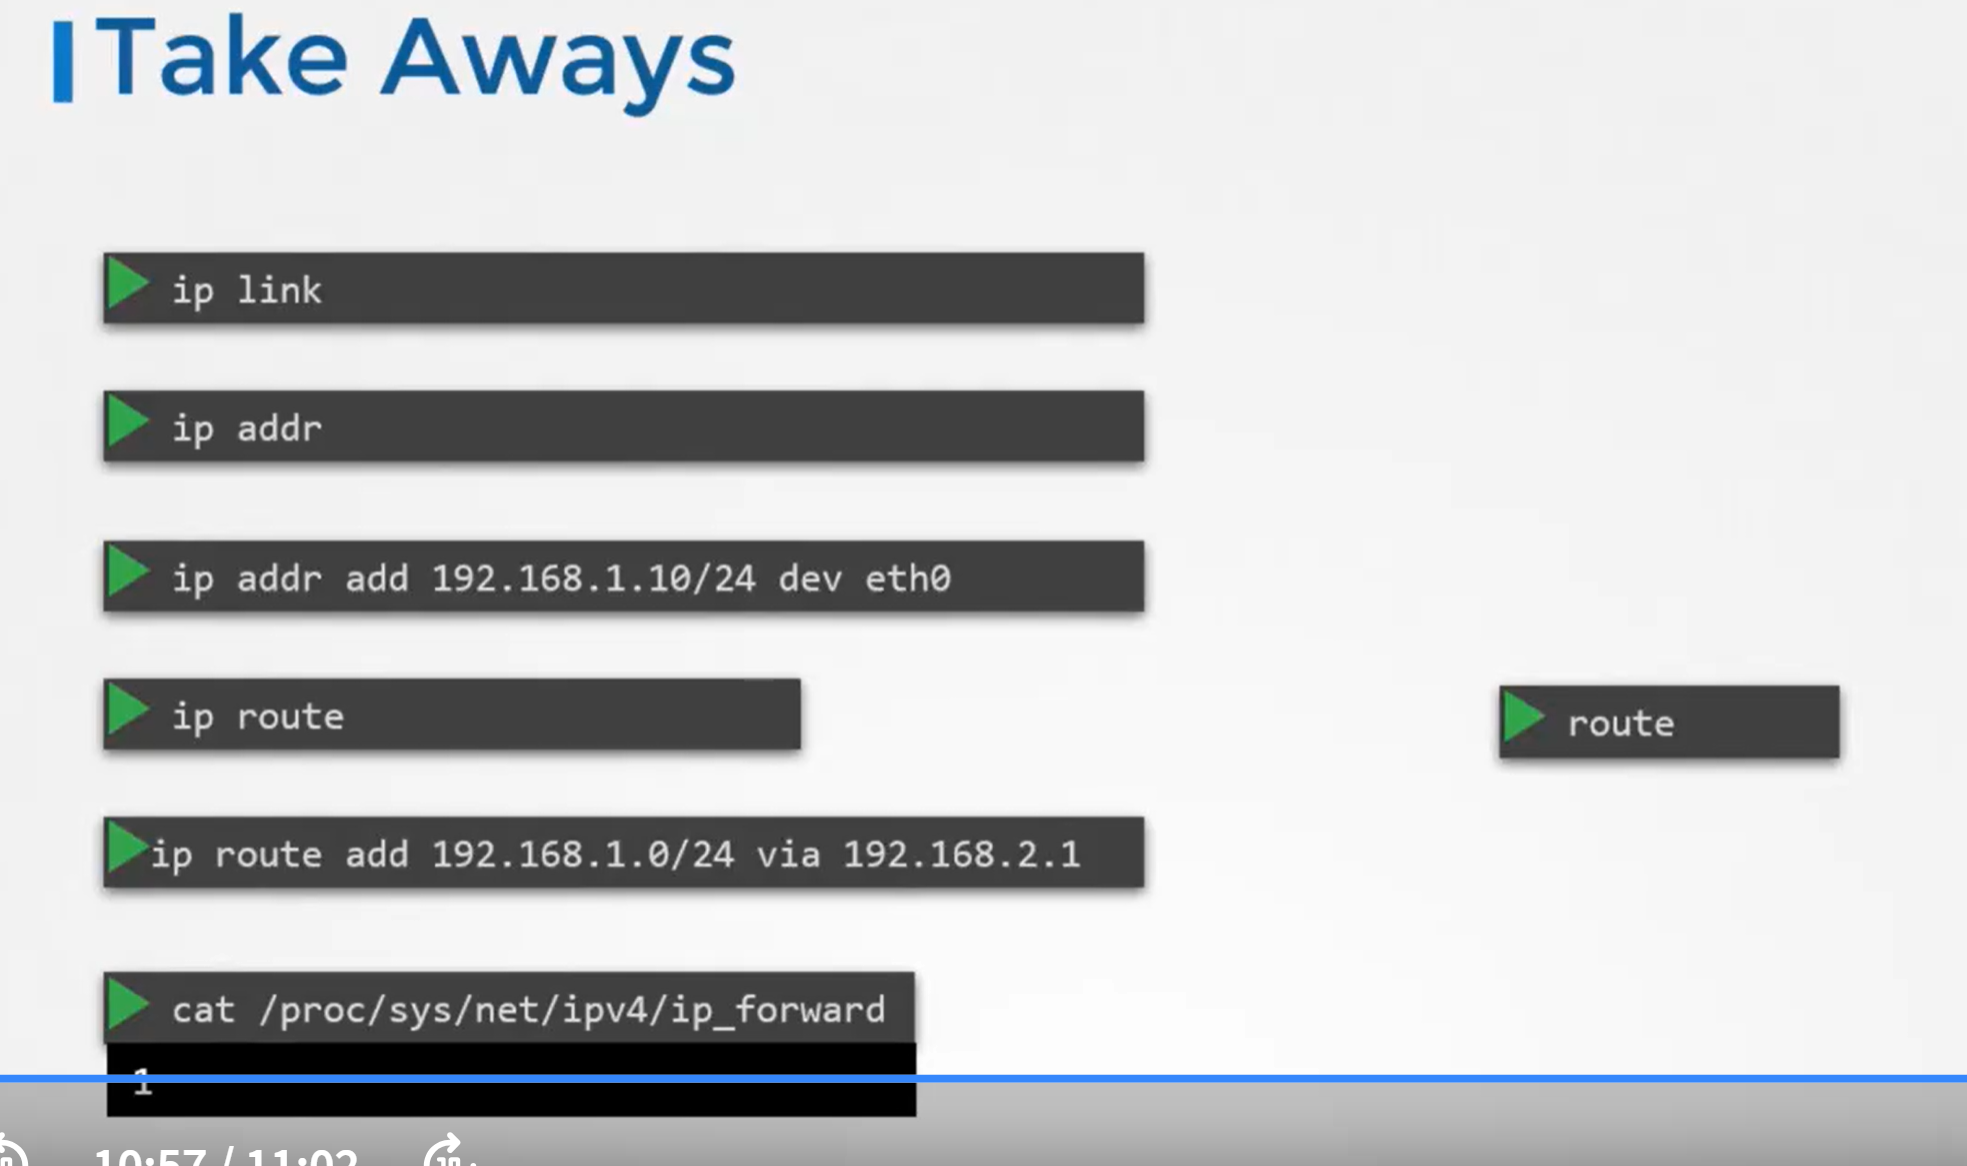 Take Aways
ip link
ip addr
ip addr add 192.168.1.10/24 dev eth0
ip route
route
ip route add 192.168.1.0/24 via 192.168.2.1
cat /proc/sys/net/ipv4/ip_forward
1
10:57 / 11:02